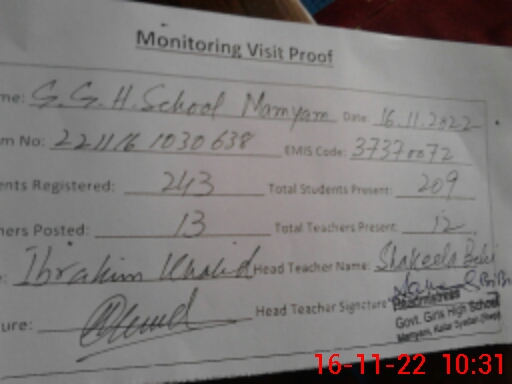 Monitoring Visit Proof
me: G.G.H.School Mamyam Date: 16.11.2022
m No: 221116 1030638 EMIS Code: 37370072
nts Registered: 243 Total Students Present: 209
hers Posted: 13 Total Teachers Present: 12
: Ibrahim Khalid Head Teacher Name: Shakeela Bibi
ure: Head Teacher Signature
Headmistress
Govt. Girls High School
16-11-22 10:31